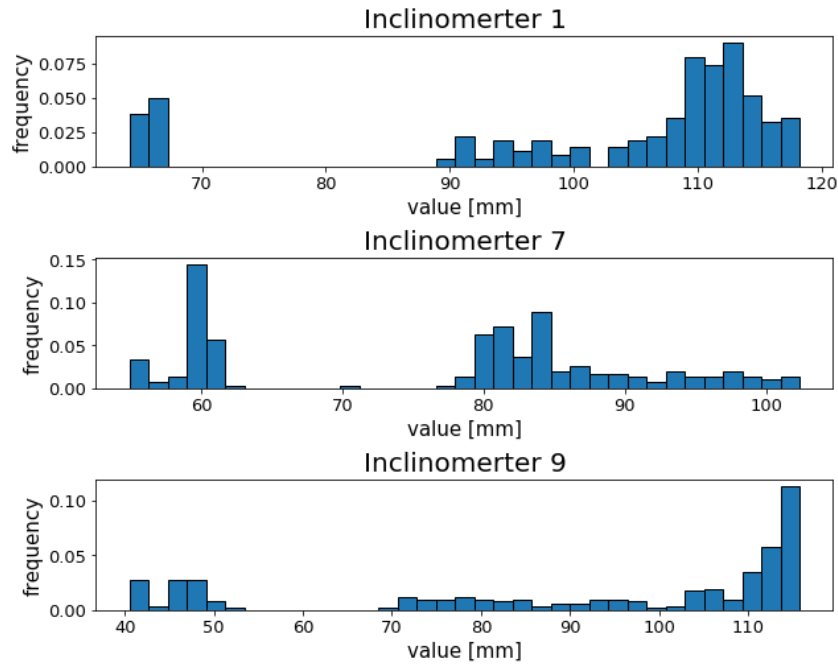 Inclinomerter 1
frequency
0.075
0.050
0.025
0.000
70 80 90 100 110 120
value [mm]
Inclinomerter 7
frequency
0.15
0.10
0.05
0.00
60 70 80 90 100
value [mm]
Inclinomerter 9
frequency
0.10
0.05
0.00
40 50 60 70 80 90 100 110
value [mm]